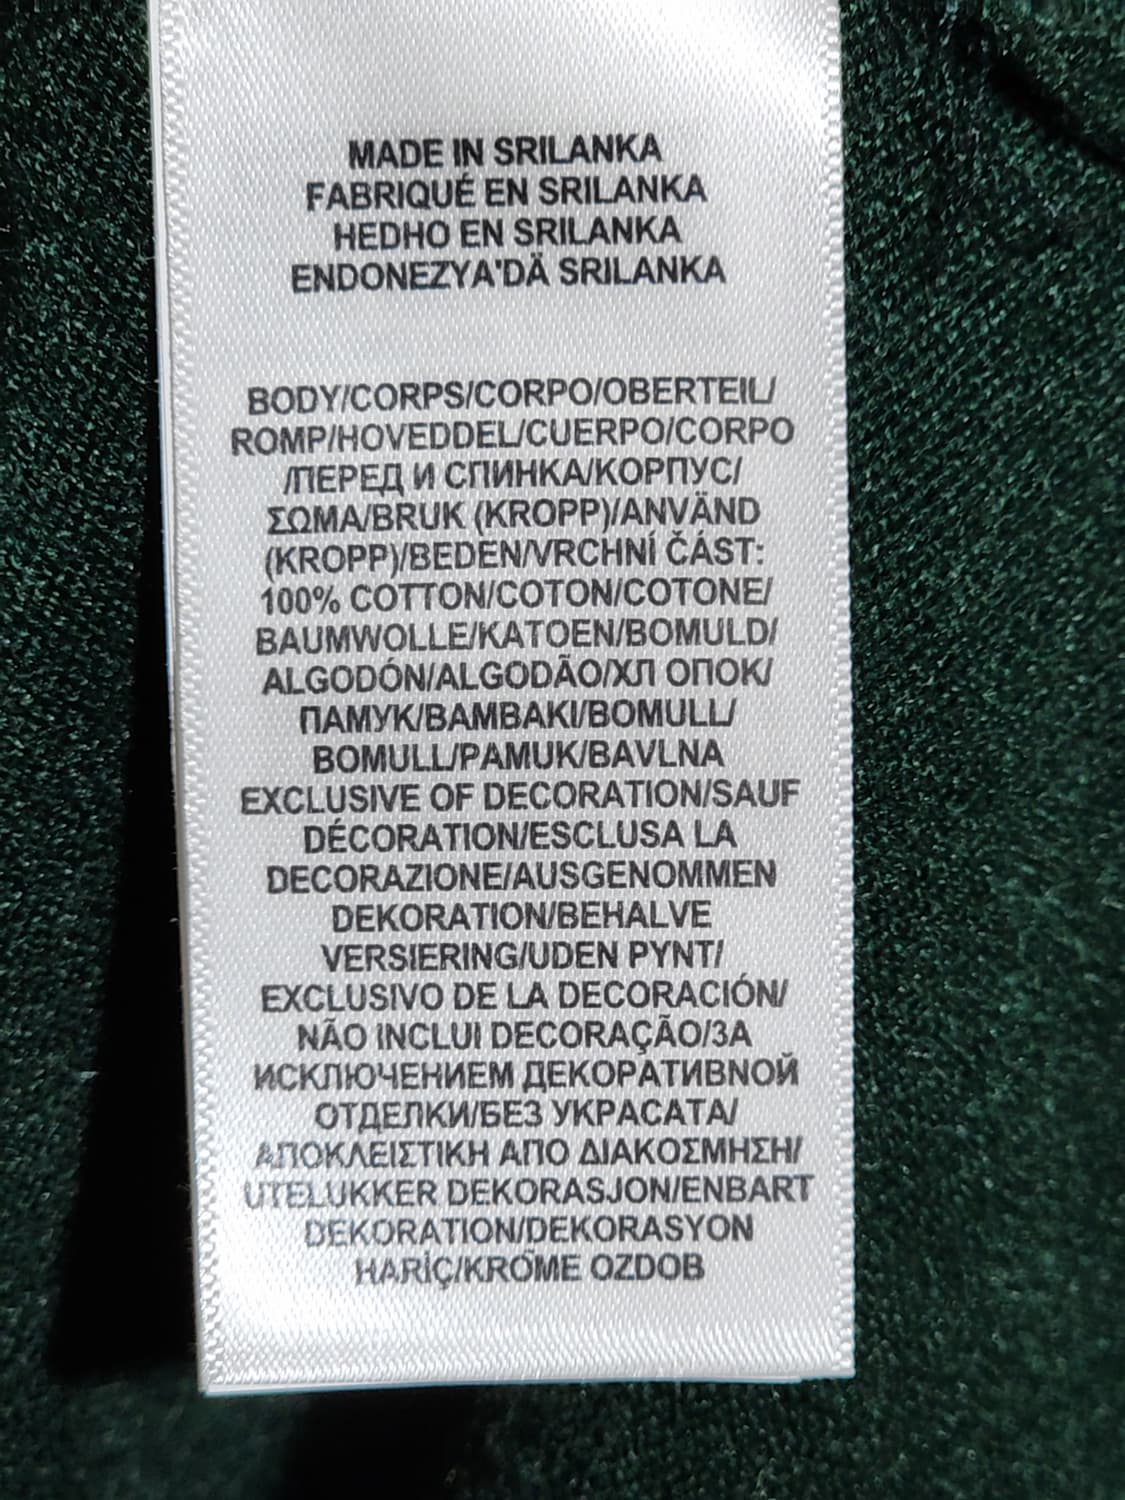 MADE IN SRILANKA
FABRIQUÉ EN SRILANKA
HEDHO EN SRILANKA
ENDONEZYA'DÄ SRILANKA
BODY/CORPS/CORPO/OBERTEIL/
ROMP/HOVEDDEL/CUERPO/CORPO
/ПЕРЕД И СПИНКА/КОРПУС/
ΣΩΜΑ/BRUK (KROPP)/ANVÄND
(KROPP)/BEDEN/VRCHNÍ ČÁST:
100% COTTON/COTON/COTONE/
BAUMWOLLE/KATOEN/BOMULD/
ALGODÓN/ALGODÃO/ХЛ ОПОК/
ПАМУК/ΒΑΜΒΑΚΙ/BOMULL/
BOMULL/PAMUK/BAVLNA
EXCLUSIVE OF DECORATION/SAUF
DÉCORATION/ESCLUSA LA
DECORAZIONE/AUSGENOMMEN
DEKORATION/BEHALVE
VERSIERING/UDEN PYNT/
EXCLUSIVO DE LA DECORACIÓN/
NÃO INCLUI DECORAÇÃO/ЗА
ИСКЛЮЧЕНИЕМ ДЕКОРАТИВNОЙ
ОТДЕЛКИ/БЕЗ УКРАСАТА/
ΑΠΟΚΛΕΙΣΤΙΚΗ ΑΠΟ ΔΙΑΚΟΣΜΗΣΗ/
UTELUKKER DEKORASJON/ENBART
DEKORATION/DEKORASYON
HARİÇ/KROMĚ OZDOB